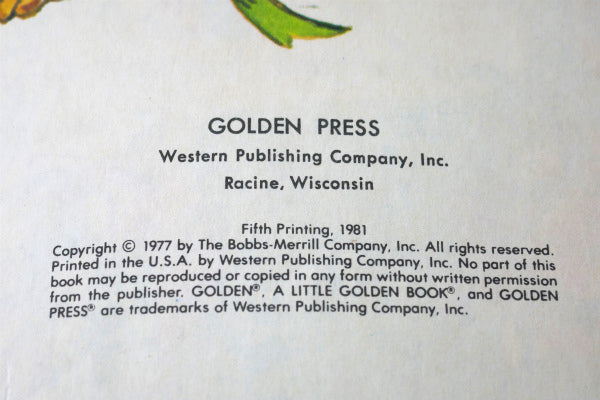 GOLDEN PRESS
Western Publishing Company, Inc.
Racine, Wisconsin
Fifth Printing, 1981
Copyright © 1977 by The Bobbs-Merrill Company, Inc. All rights reserved.
Printed in the U.S.A. by Western Publishing Company, Inc. No part of this
book may be reproduced or copied in any form without written permission
from the publisher. GOLDEN®, A LITTLE GOLDEN BOOK®, and GOLDEN
PRESS® are trademarks of Western Publishing Company, Inc.